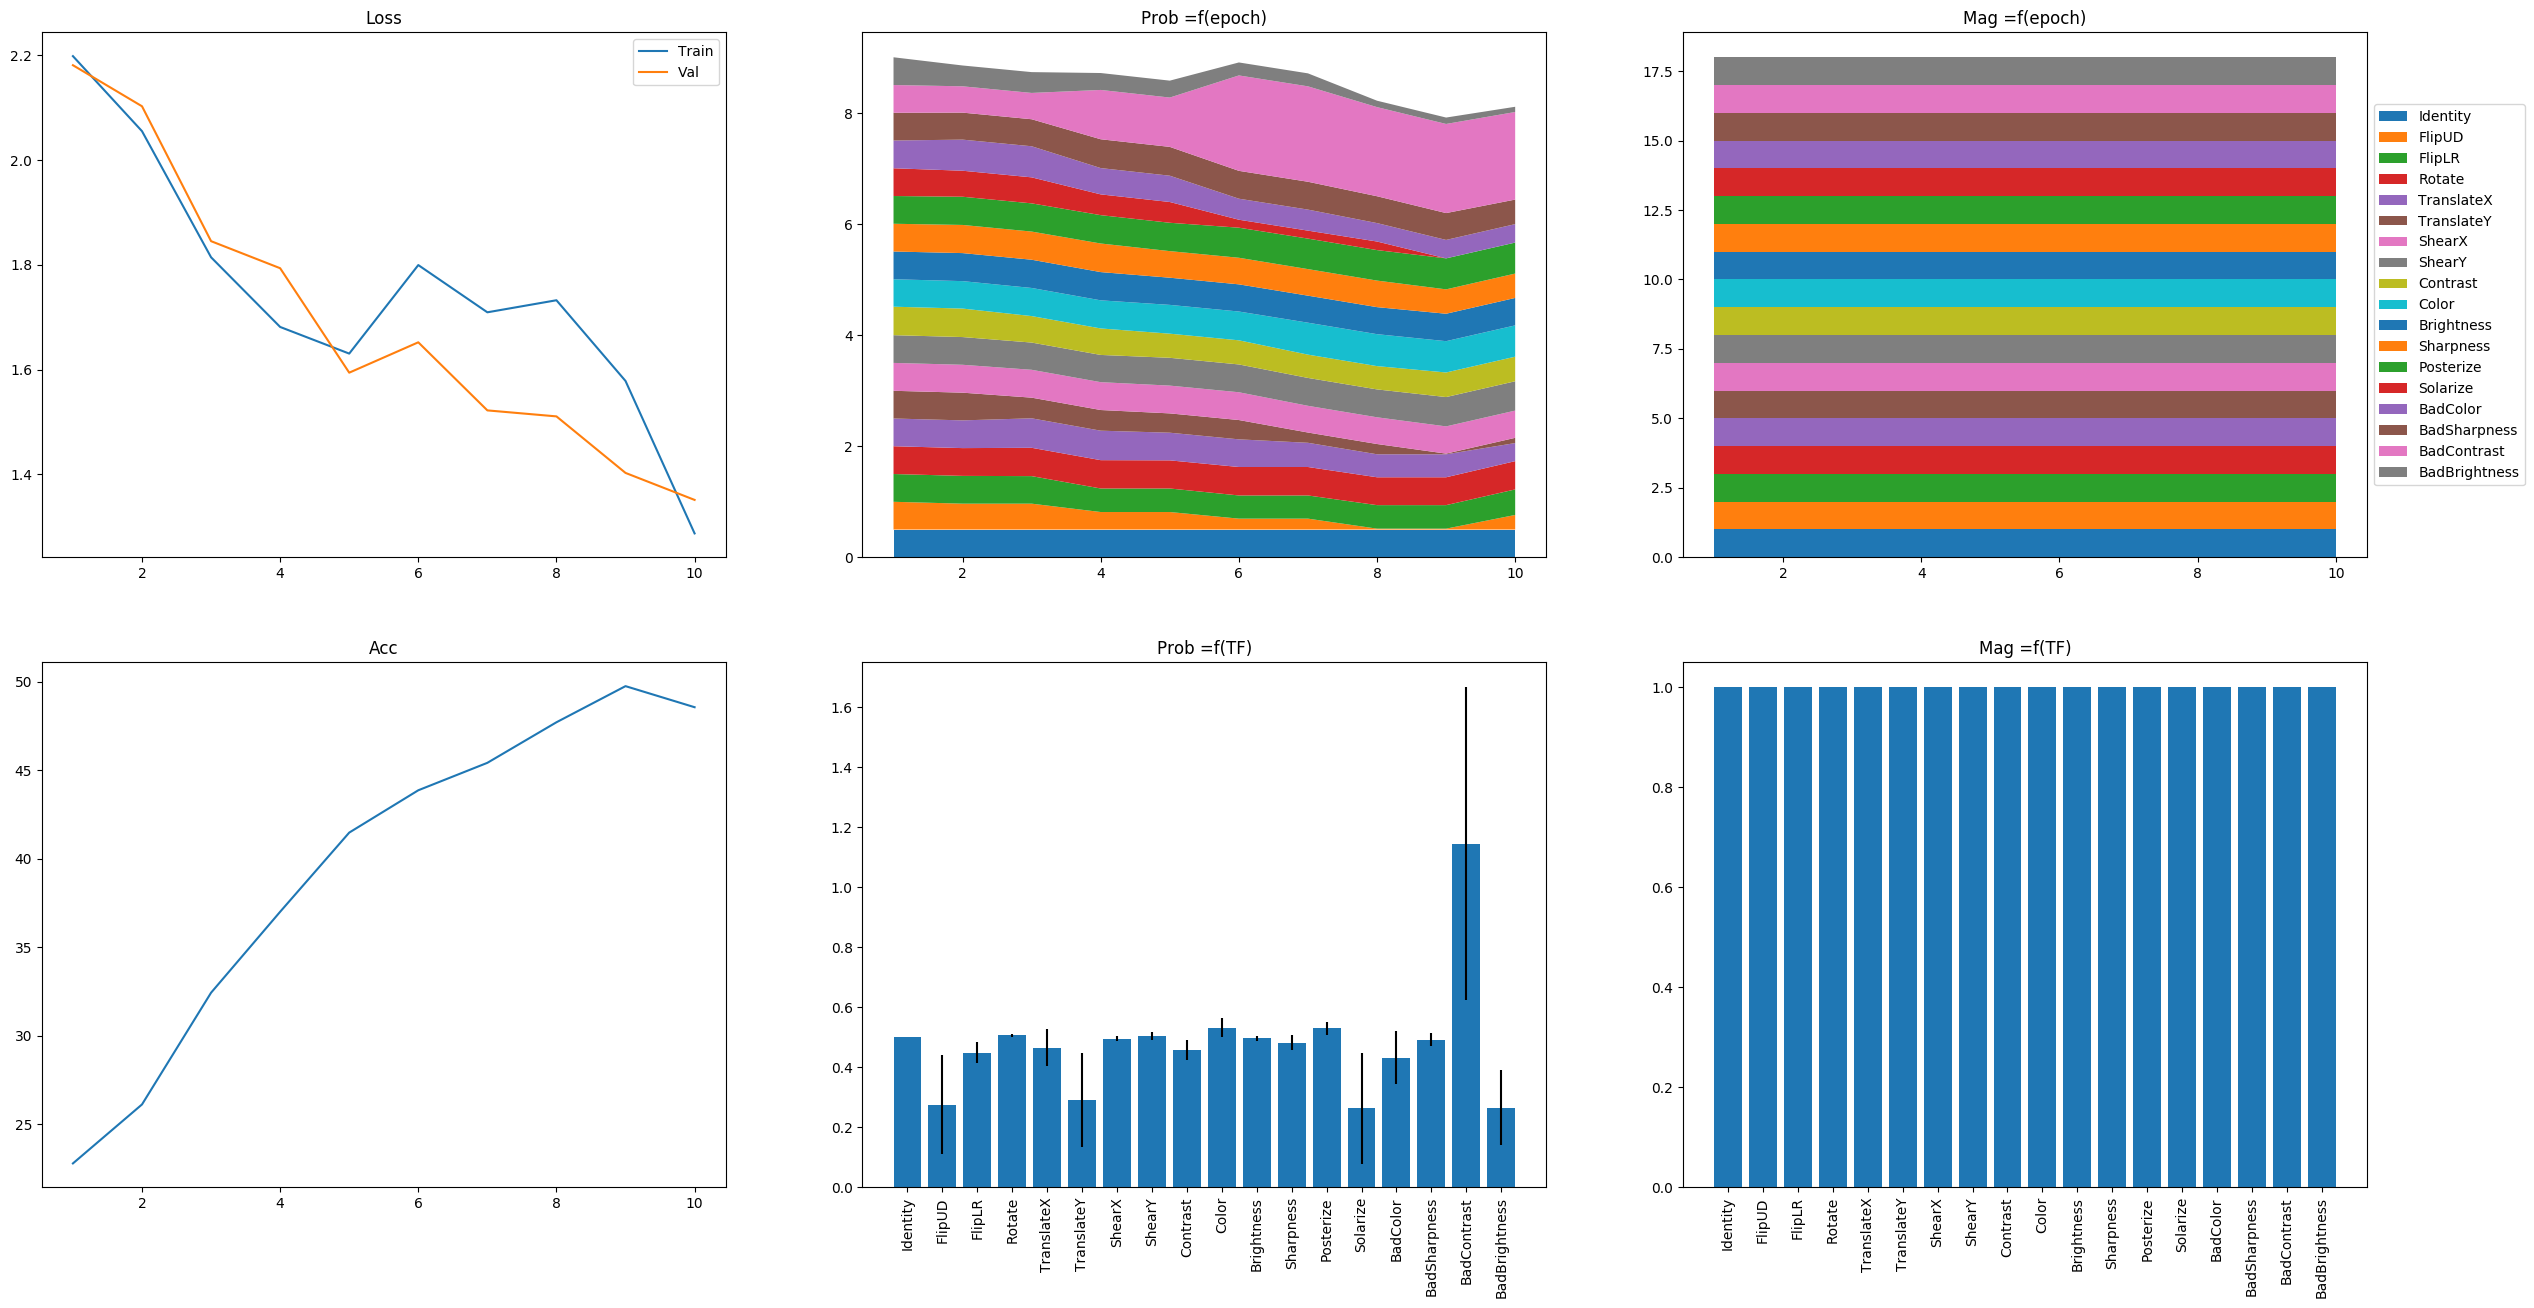 Loss
2.2
2.0
1.8
1.6
1.4
2 4 6 8 10
Train
Val
Prob =f(epoch)
8
6
4
2
0
2 4 6 8 10
Mag =f(epoch)
17.5
15.0
12.5
10.0
7.5
5.0
2.5
0.0
2 4 6 8 10
Identity
FlipUD
FlipLR
Rotate
TranslateX
TranslateY
ShearX
ShearY
Contrast
Color
Brightness
Sharpness
Posterize
Solarize
BadColor
BadSharpness
BadContrast
BadBrightness
Acc
50
45
40
35
30
25
2 4 6 8 10
Prob =f(TF)
1.6
1.4
1.2
1.0
0.8
0.6
0.4
0.2
0.0
Identity
FlipUD
FlipLR
Rotate
TranslateX
TranslateY
ShearX
ShearY
Contrast
Color
Brightness
Sharpness
Posterize
Solarize
BadColor
BadSharpness
BadContrast
BadBrightness
Mag =f(TF)
1.0
0.8
0.6
0.4
0.2
0.0
Identity
FlipUD
FlipLR
Rotate
TranslateX
TranslateY
ShearX
ShearY
Contrast
Color
Brightness
Sharpness
Posterize
Solarize
BadColor
BadSharpness
BadContrast
BadBrightness